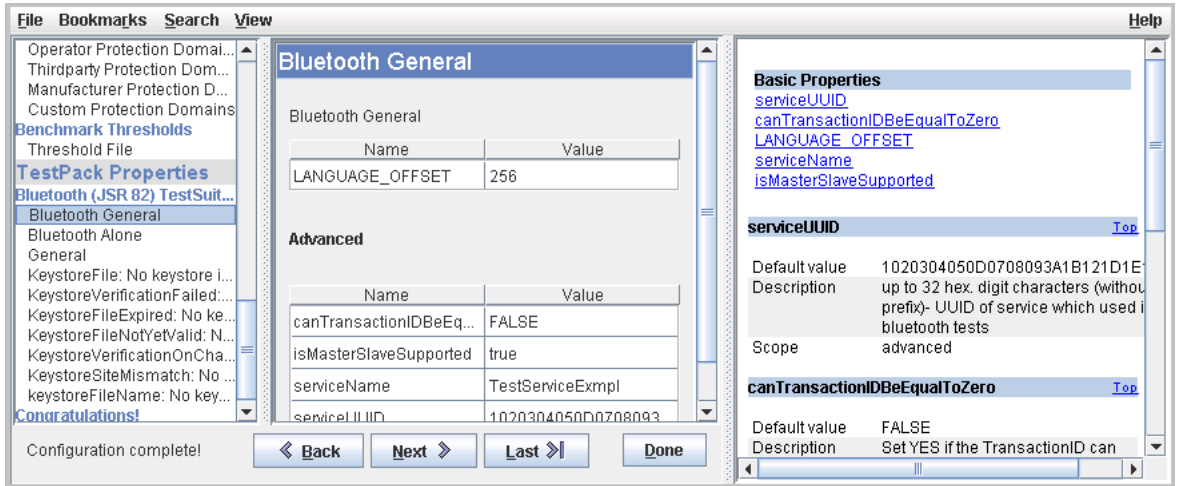 File Bookmarks Search View Help
Operator Protection Domai...
Thirdparty Protection Dom...
Manufacturer Protection D...
Custom Protection Domains
Benchmark Thresholds
Threshold File
TestPack Properties
Bluetooth (JSR 82) TestSuit...
Bluetooth General
Bluetooth Alone
General
KeystoreFile: No keystore i...
KeystoreVerificationFailed:...
KeystoreFileExpired: No ke...
KeystoreFileNotYetValid: N...
KeystoreVerificationOnCha...
KeystoreSiteMismatch: No ...
keystoreFileName: No key...
Congratulations!
Bluetooth General
Bluetooth General
Name Value
LANGUAGE_OFFSET 256
Advanced
Name Value
canTransactionIDBeEq... FALSE
isMasterSlaveSupported true
serviceName TestServiceExmpl
serviceUUID 1020304050D0708093
Basic Properties
serviceUUID
canTransactionIDBeEqualToZero
LANGUAGE_OFFSET
serviceName
isMasterSlaveSupported
serviceUUID Top
Default value 1020304050D0708093A1B121D1E
Description up to 32 hex. digit characters (withou
prefix)- UUID of service which used i
bluetooth tests
Scope advanced
canTransactionIDBeEqualToZero Top
Default value FALSE
Description Set YES if the TransactionID can
Configuration complete! Back Next Last Done